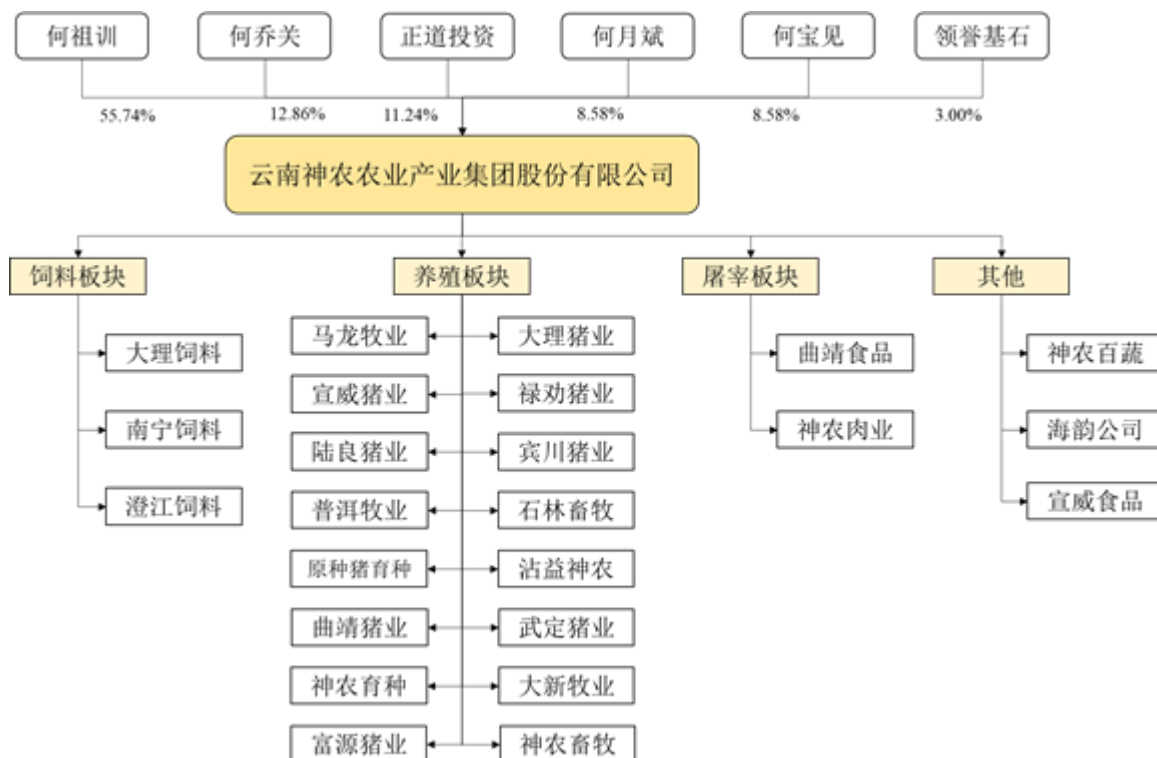 何祖训
何乔关
正道投资
何月斌
何宝见
领誉基石
55.74%
12.86%
11.24%
8.58%
8.58%
3.00%
云南神农农业产业集团股份有限公司
饲料板块
养殖板块
屠宰板块
其他
大理饲料
南宁饲料
澄江饲料
马龙牧业
大理猪业
宣威猪业
禄劝猪业
陆良猪业
宾川猪业
普洱牧业
石林畜牧
原种猪育种
沾益神农
曲靖猪业
武定猪业
神农育种
大新牧业
富源猪业
神农畜牧
曲靖食品
神农肉业
神农百蔬
海韵公司
宣威食品